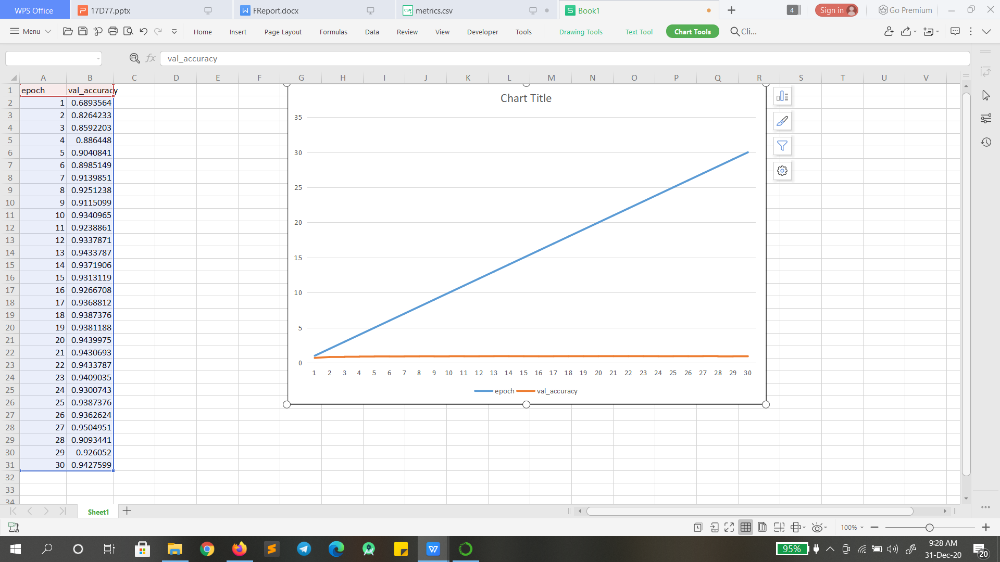 WPS Office 17D77.pptx FReport.docx metrics.csv Book1 4 Sign in Go Premium
Menu Home Insert Page Layout Formulas Data Review View Developer Tools Drawing Tools Text Tool Chart Tools Cli...
fx val_accuracy
A B C D E F G H I J K L M N O P Q R S T U V
1 epoch val_accuracy
2 1 0.6893564
3 2 0.8264233
4 3 0.8592203
5 4 0.886448
6 5 0.9040841
7 6 0.8985149
8 7 0.9139851
9 8 0.9251238
10 9 0.9115099
11 10 0.9340965
12 11 0.9238861
13 12 0.9337871
14 13 0.9433787
15 14 0.9371906
16 15 0.9313119
17 16 0.9266708
18 17 0.9368812
19 18 0.9387376
20 19 0.9381188
21 20 0.9439975
22 21 0.9430693
23 22 0.9433787
24 23 0.9409035
25 24 0.9300743
26 25 0.9387376
27 26 0.9362624
28 27 0.9504951
29 28 0.9093441
30 29 0.926052
31 30 0.9427599
32
33
34
Chart Title
35
30
25
20
15
10
5
0
1 2 3 4 5 6 7 8 9 10 11 12 13 14 15 16 17 18 19 20 21 22 23 24 25 26 27 28 29 30
epoch val_accuracy
Sheet1
100%
95% 9:28 AM
31-Dec-20 20